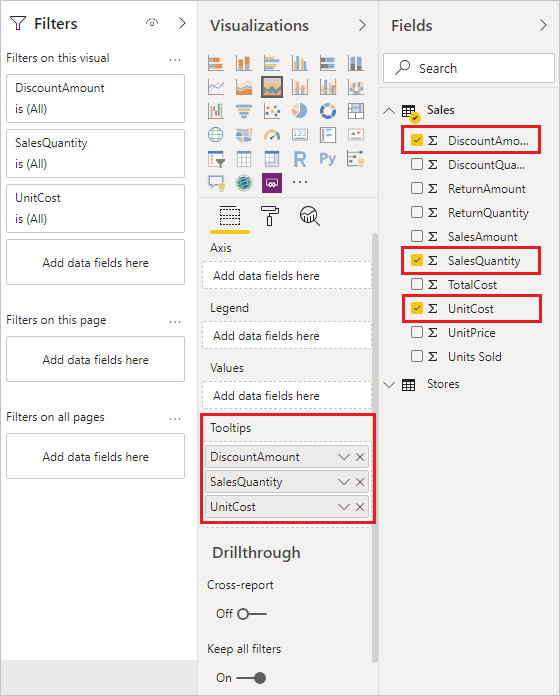 Filters
Filters on this visual
...
DiscountAmount
is (All)
SalesQuantity
is (All)
UnitCost
is (All)
Add data fields here
Filters on this page
...
Add data fields here
Filters on all pages
...
Add data fields here
Visualizations
R
Py
123
...
Axis
Add data fields here
Legend
Add data fields here
Values
Add data fields here
Tooltips
DiscountAmount
SalesQuantity
UnitCost
Drillthrough
Cross-report
Off
Keep all filters
On
Fields
Search
Sales
Σ DiscountAmo...
Σ DiscountQua...
Σ ReturnAmount
Σ ReturnQuantity
Σ SalesAmount
Σ SalesQuantity
Σ TotalCost
Σ UnitCost
Σ UnitPrice
Σ Units Sold
Stores